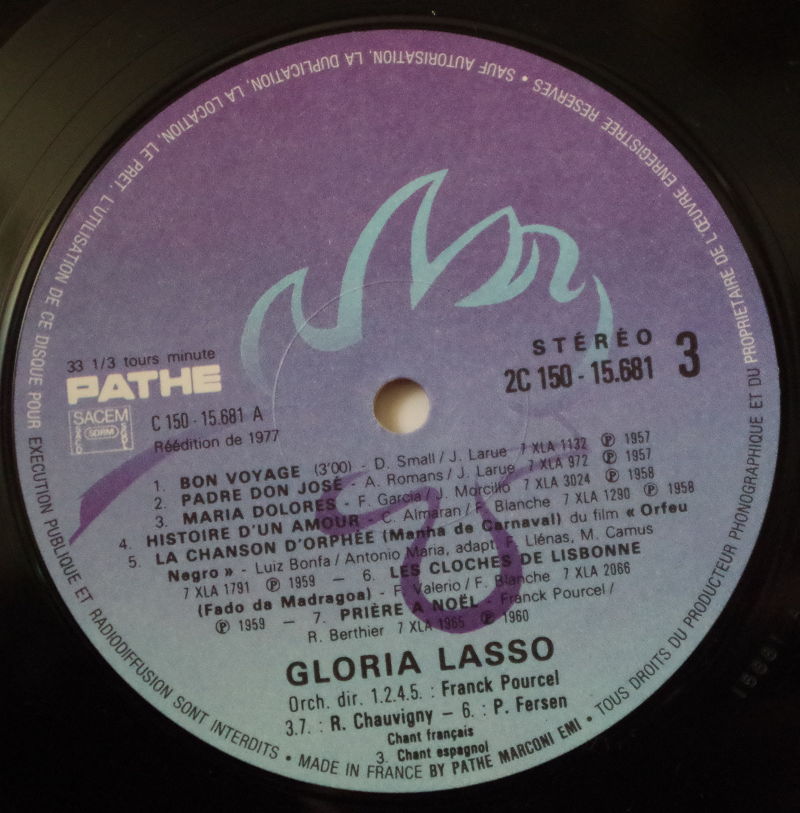 SAUF AUTORISATION, LA DUPLICATION, LA LOCATION, LE PRET, L'UTILISATION DE CE DISQUE POUR EXECUTION PUBLIQUE ET RADIODIFFUSION SONT INTERDITS • MADE IN FRANCE BY PATHE MARCONI EMI • TOUS DROITS DU PRODUCTEUR PHONOGRAPHIQUE ET DU PROPRIETAIRE DE L'ŒUVRE ENREGISTREE RESERVES •
STÉRÉO
2C 150 - 15.681 3
33 1/3 tours minute
PATHE
SACEM
SDRM
C 150 - 15.681 A
Réédition de 1977
1. BON VOYAGE (3'00) - D. Small / J. Larue 7 XLA 1132 ℗ 1957
2. PADRE DON JOSÉ - A. Romans / J. Larue 7 XLA 972 ℗ 1957
3. MARIA DOLORES - F. Garcia / J. Morcillo 7 XLA 3024 ℗ 1958
4. HISTOIRE D'UN AMOUR - C. Almaran / F. Blanche 7 XLA 1290 ℗ 1958
5. LA CHANSON D'ORPHÉE (Manha de Carnaval) du film « Orfeu
Negro » - Luiz Bonfa / Antonio Maria, adapt. F. Llénas, M. Camus
7 XLA 1791 ℗ 1959 — 6. LES CLOCHES DE LISBONNE
(Fado da Madragoa) - F. Valerio / F. Blanche 7 XLA 2066
℗ 1959 — 7. PRIÈRE A NOËL - Franck Pourcel /
R. Berthier 7 XLA 1965 ℗ 1960
GLORIA LASSO
Orch. dir. 1.2.4.5. : Franck Pourcel
3.7. : R. Chauvigny — 6. : P. Fersen
Chant français
3. Chant espagnol